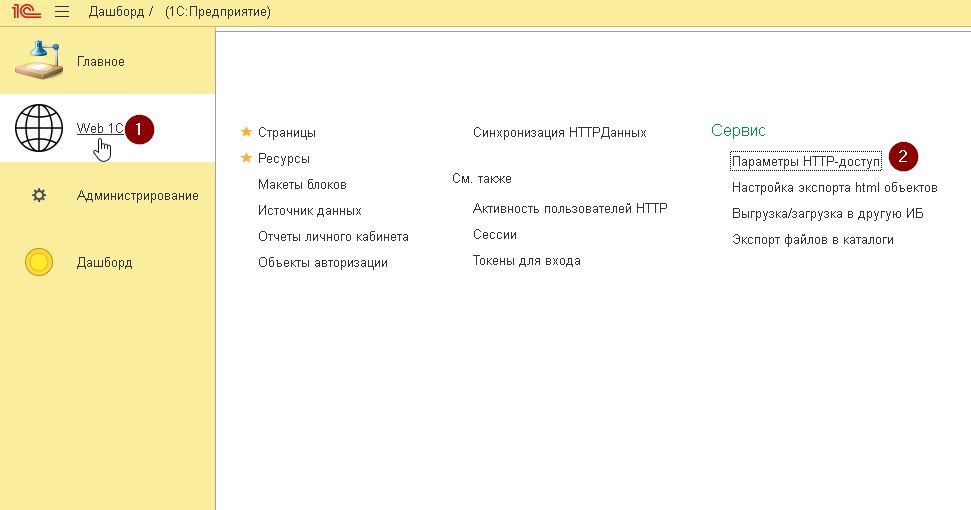 1С Дашборд / (1С:Предприятие)
Главное
Web 1С 1
Администрирование
Дашборд
Страницы
Ресурсы
Макеты блоков
Источник данных
Отчеты личного кабинета
Объекты авторизации
Синхронизация HTTPДанных
См. также
Активность пользователей HTTP
Сессии
Токены для входа
Сервис
Параметры HTTP-доступ 2
Настройка экспорта html объектов
Выгрузка/загрузка в другую ИБ
Экспорт файлов в каталоги